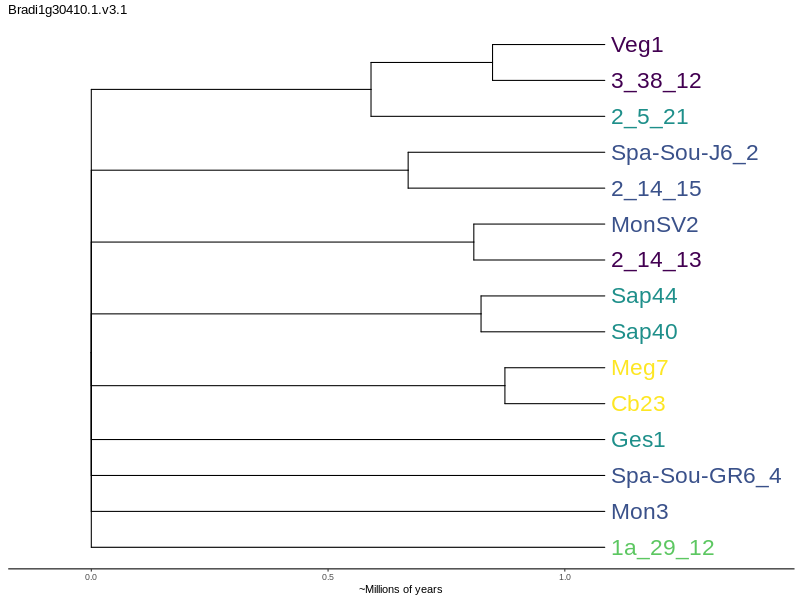 Bradi1g30410.1.v3.1
Veg1
3_38_12
2_5_21
Spa-Sou-J6_2
2_14_15
MonSV2
2_14_13
Sap44
Sap40
Meg7
Cb23
Ges1
Spa-Sou-GR6_4
Mon3
1a_29_12
0.0 0.5 1.0
~Millions of years